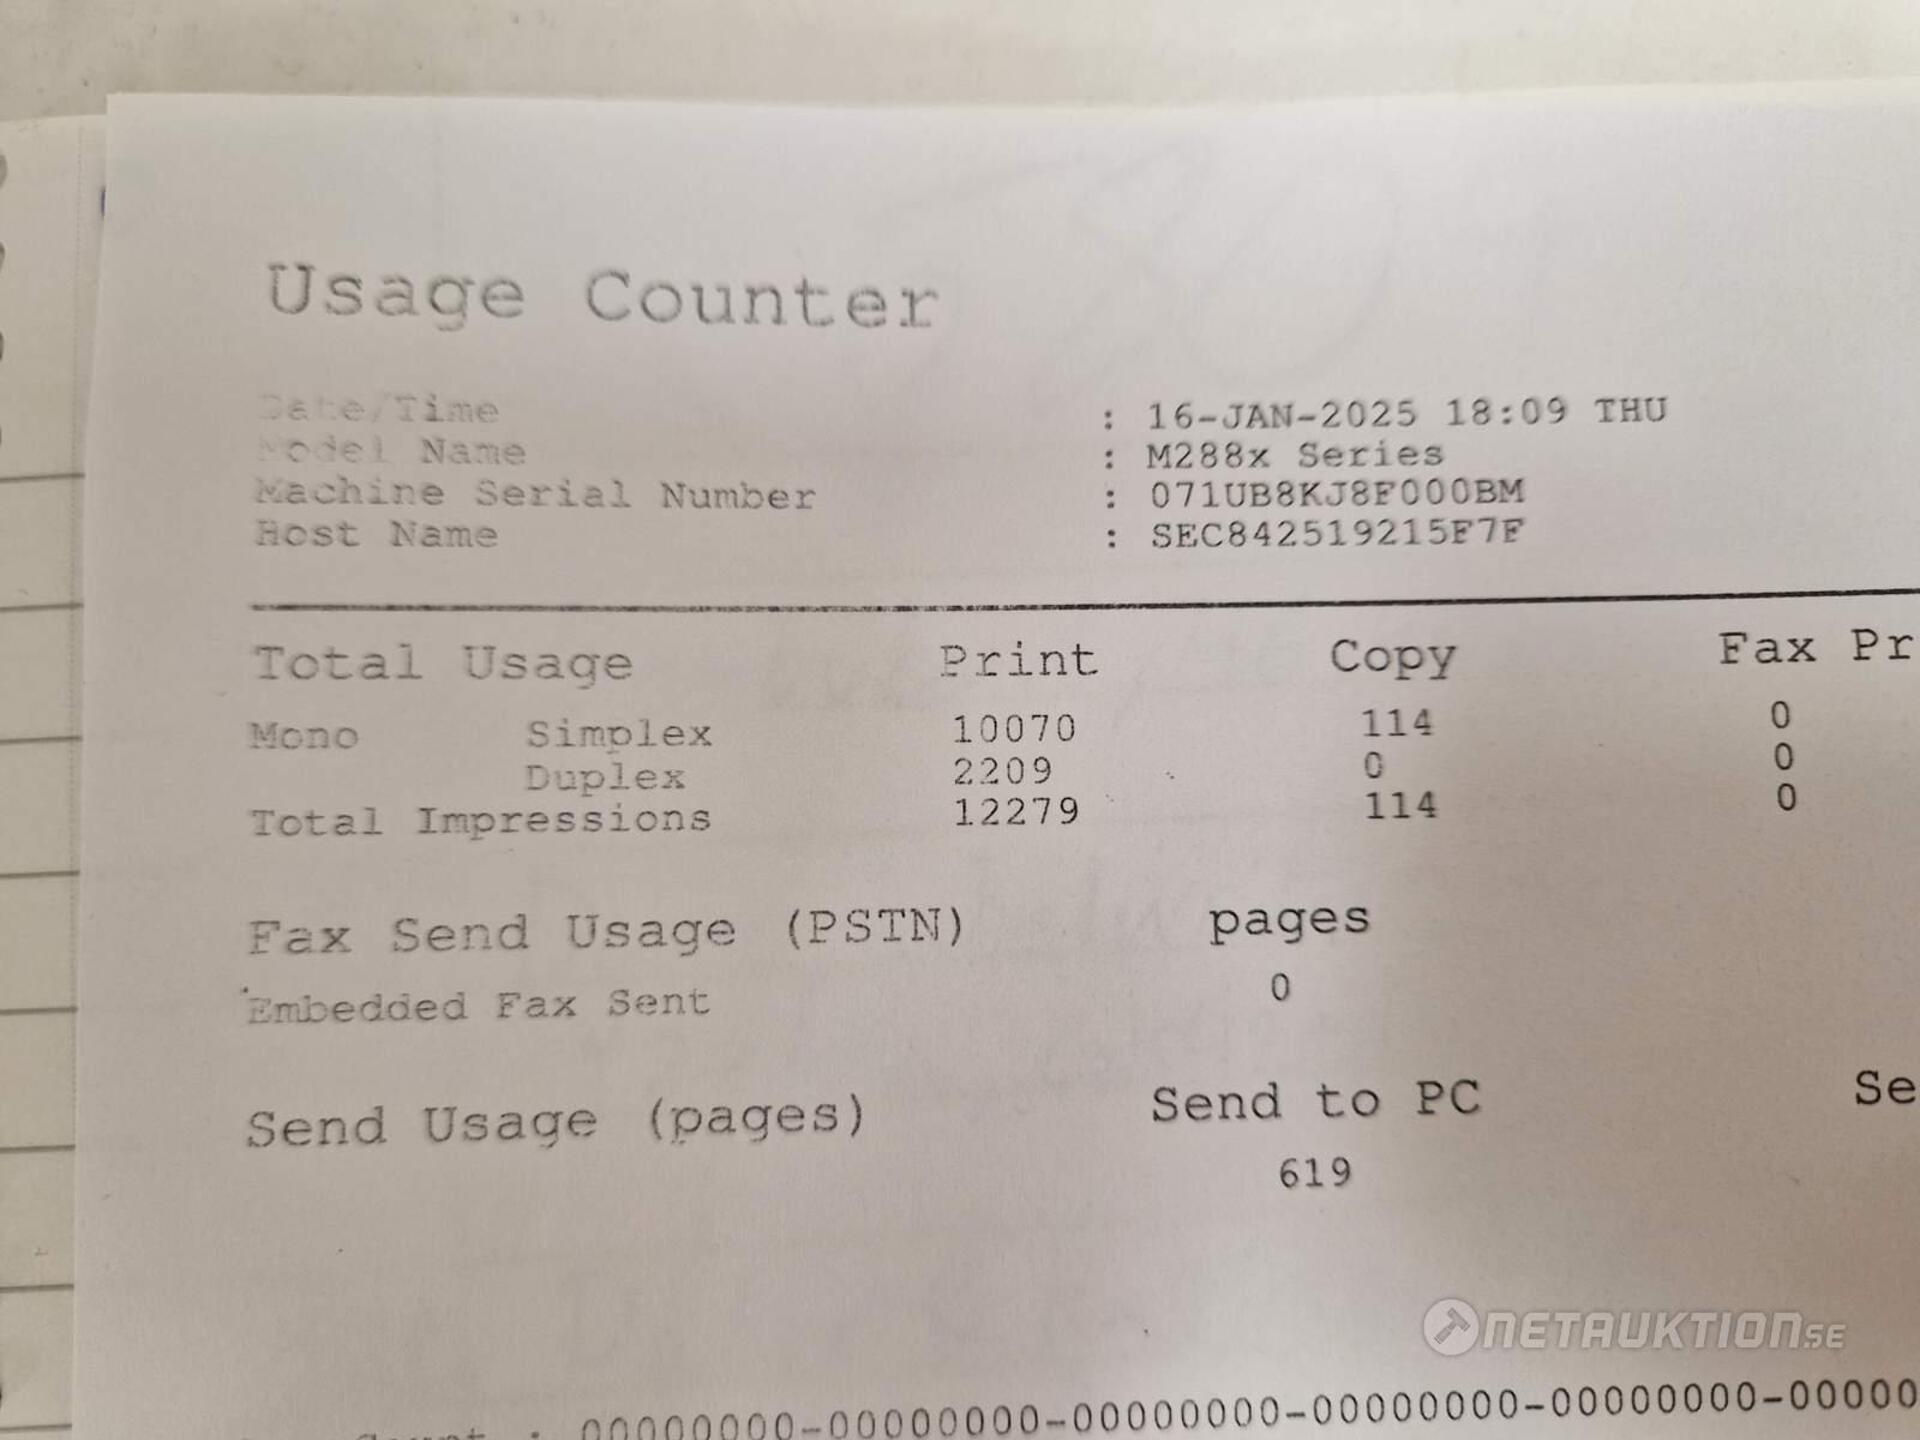 Usage Counter
Date/Time : 16-JAN-2025 18:09 THU
Model Name : M288x Series
Machine Serial Number : 071UB8KJ8F000BM
Host Name : SEC842519215F7F
Total Usage Print Copy Fax Pr
Mono Simplex 10070 114 0
Duplex 2209 0 0
Total Impressions 12279 114 0
Fax Send Usage (PSTN) pages
Embedded Fax Sent 0
Send Usage (pages) Send to PC Se
619
NETAUKTION.SE
Count : 00000000-00000000-00000000-00000000-00000000-00000